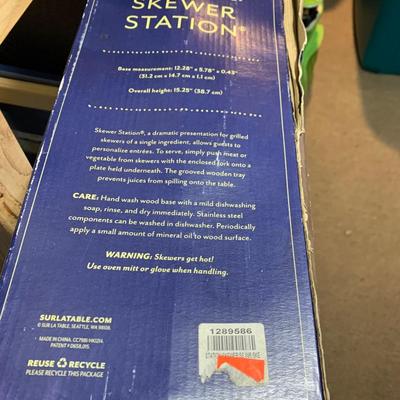 SKEWER
STATION®
Base measurement: 12.28" x 5.78" x 0.43"
(31.2 cm x 14.7 cm x 1.1 cm)
Overall height: 15.25" (38.7 cm)
Skewer Station®, a dramatic presentation for grilled
skewers of a single ingredient, allows guests to
personalize entrées. To serve, simply push meat or
vegetable from skewers with the enclosed fork onto a
plate held underneath. The grooved wooden tray
prevents juices from spilling onto the table.
CARE: Hand wash wood base with a mild dishwashing
soap, rinse, and dry immediately. Stainless steel
components can be washed in dishwasher. Periodically
apply a small amount of mineral oil to wood surface.
WARNING: Skewers get hot!
Use oven mitt or glove when handling.
SURLATABLE.COM
© SUR LA TABLE, SEATTLE, WA 98108.
MADE IN CHINA.
PATENT #
REUSE RECYCLE
PLEASE RECYCLE THIS PACKAGE
1289586